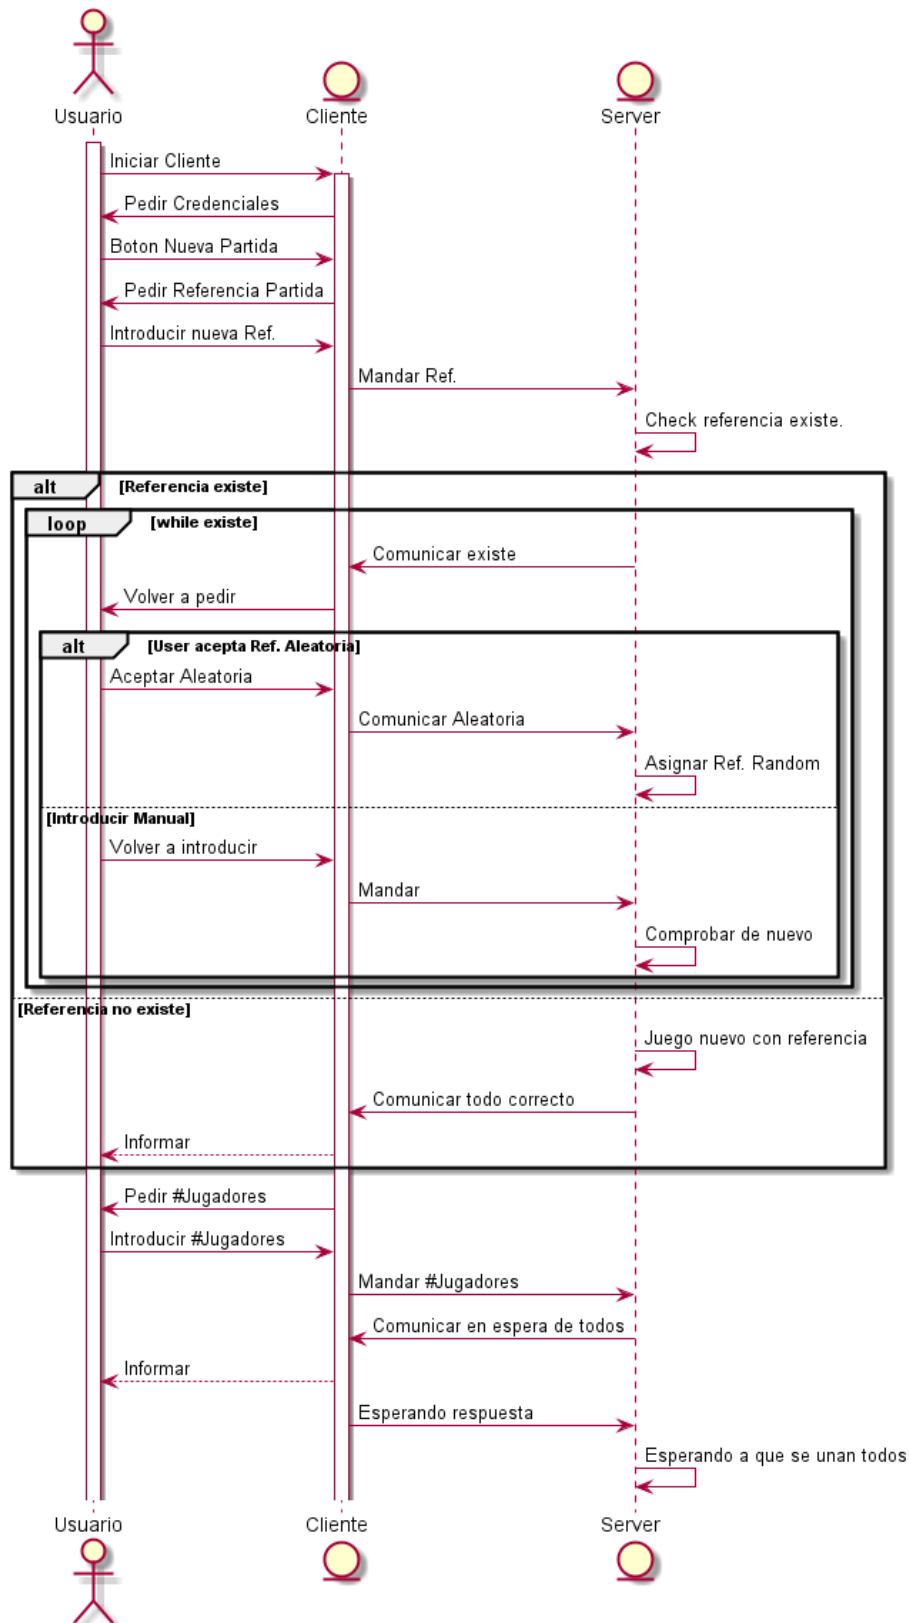 Usuario
Cliente
Server
Iniciar Cliente
Pedir Credenciales
Boton Nueva Partida
Pedir Referencia Partida
Introducir nueva Ref.
Mandar Ref.
Check referencia existe.
alt [Referencia existe]
loop [while existe]
Comunicar existe
Volver a pedir
alt [User acepta Ref. Aleatoria]
Aceptar Aleatoria
Comunicar Aleatoria
Asignar Ref. Random
[Introducir Manual]
Volver a introducir
Mandar
Comprobar de nuevo
[Referencia no existe]
Juego nuevo con referencia
Comunicar todo correcto
Informar
Pedir #Jugadores
Introducir #Jugadores
Mandar #Jugadores
Comunicar en espera de todos
Informar
Esperando respuesta
Esperando a que se unan todos
Usuario
Cliente
Server